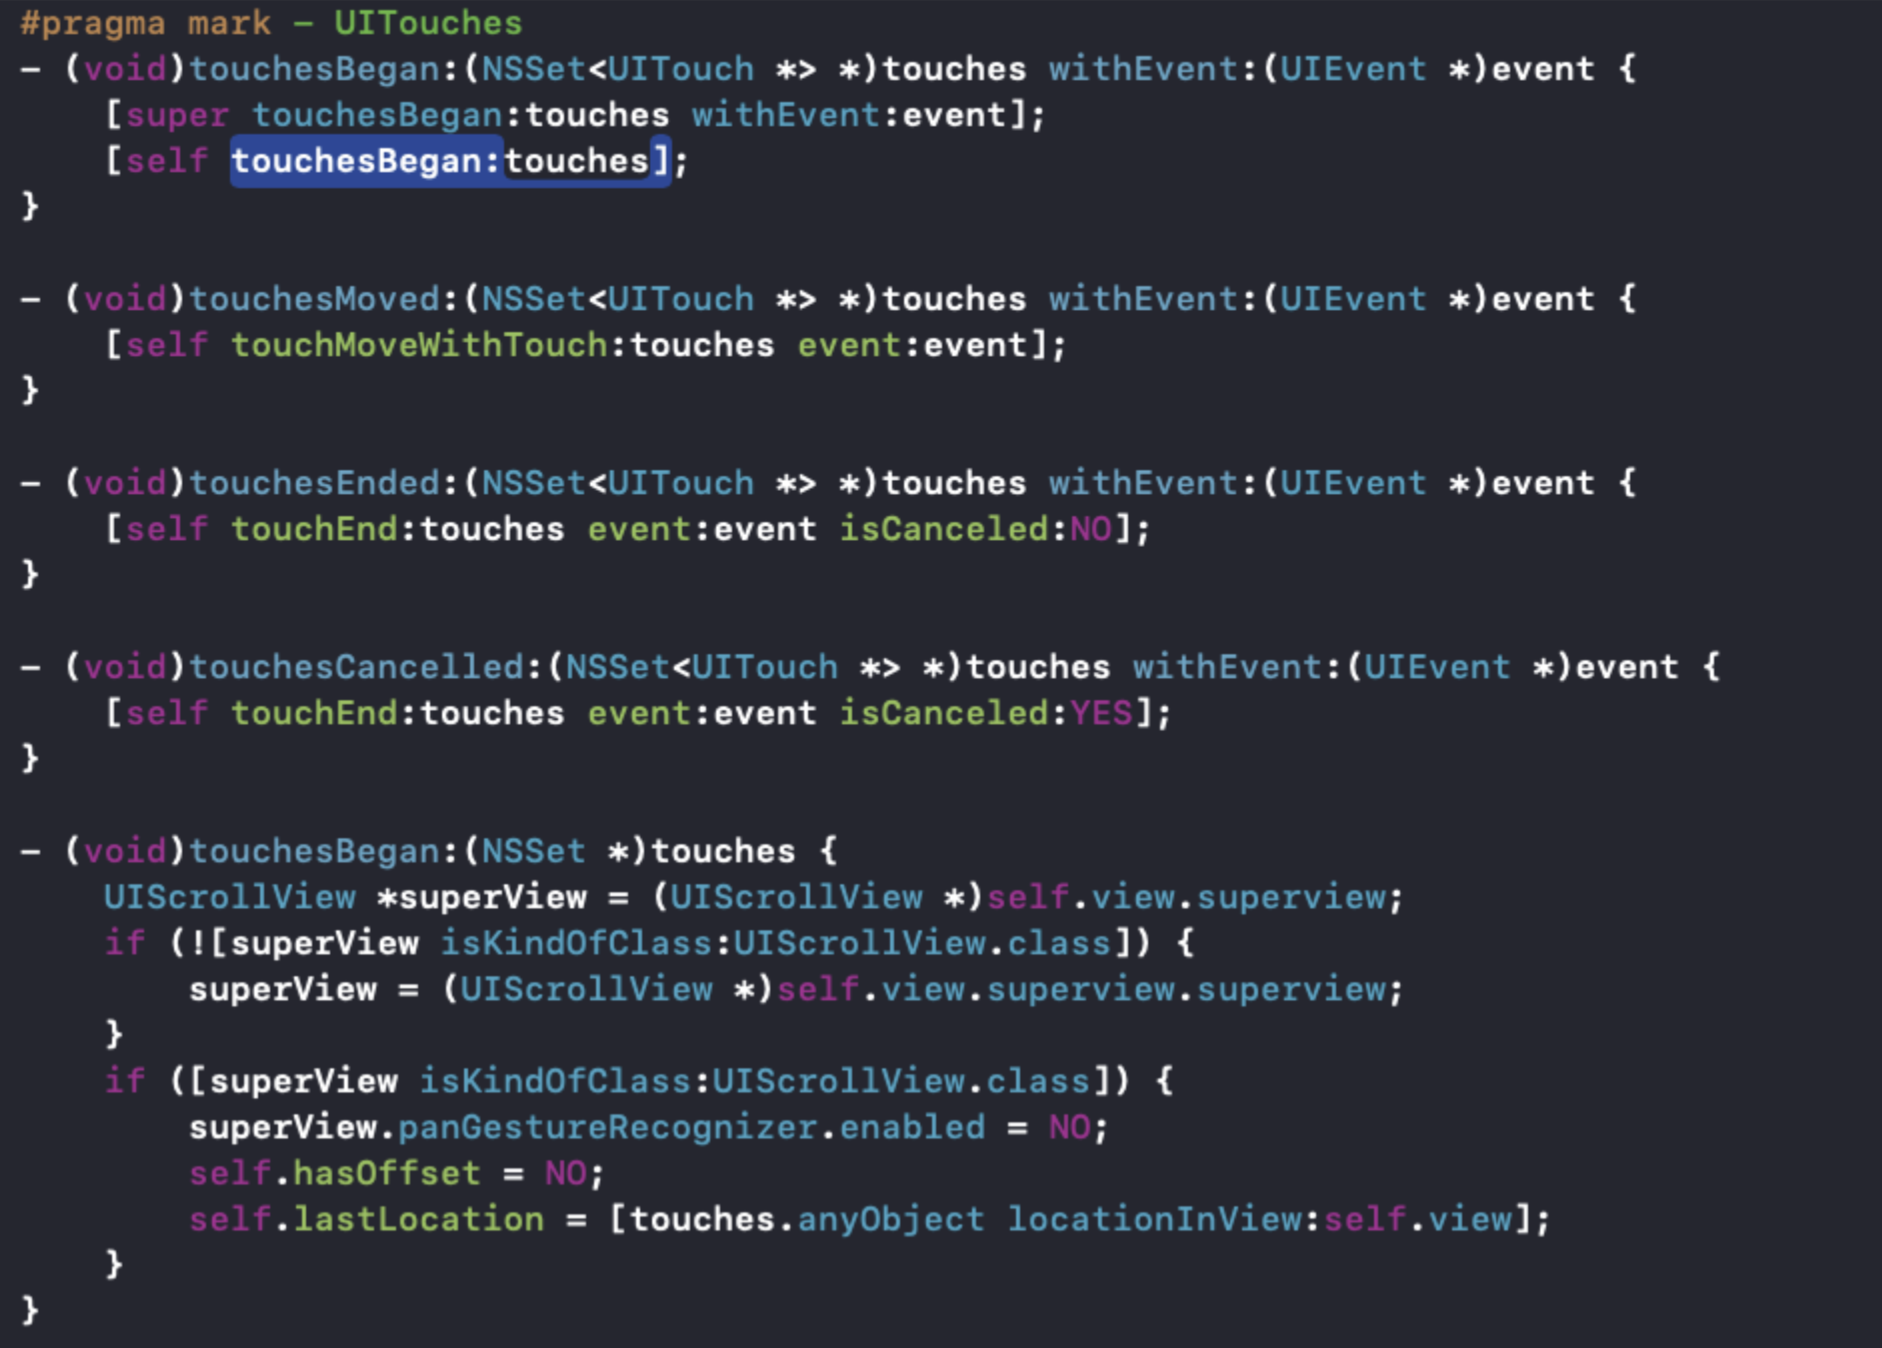 #pragma mark - UITouches
- (void)touchesBegan:(NSSet<UITouch *> *)touches withEvent:(UIEvent *)event {
    [super touchesBegan:touches withEvent:event];
    [self touchesBegan:touches];
}

- (void)touchesMoved:(NSSet<UITouch *> *)touches withEvent:(UIEvent *)event {
    [self touchMoveWithTouch:touches event:event];
}

- (void)touchesEnded:(NSSet<UITouch *> *)touches withEvent:(UIEvent *)event {
    [self touchEnd:touches event:event isCanceled:NO];
}

- (void)touchesCancelled:(NSSet<UITouch *> *)touches withEvent:(UIEvent *)event {
    [self touchEnd:touches event:event isCanceled:YES];
}

- (void)touchesBegan:(NSSet *)touches {
    UIScrollView *superView = (UIScrollView *)self.view.superview;
    if (![superView isKindOfClass:UIScrollView.class]) {
        superView = (UIScrollView *)self.view.superview.superview;
    }
    if ([superView isKindOfClass:UIScrollView.class]) {
        superView.panGestureRecognizer.enabled = NO;
        self.hasOffset = NO;
        self.lastLocation = [touches.anyObject locationInView:self.view];
    }
}